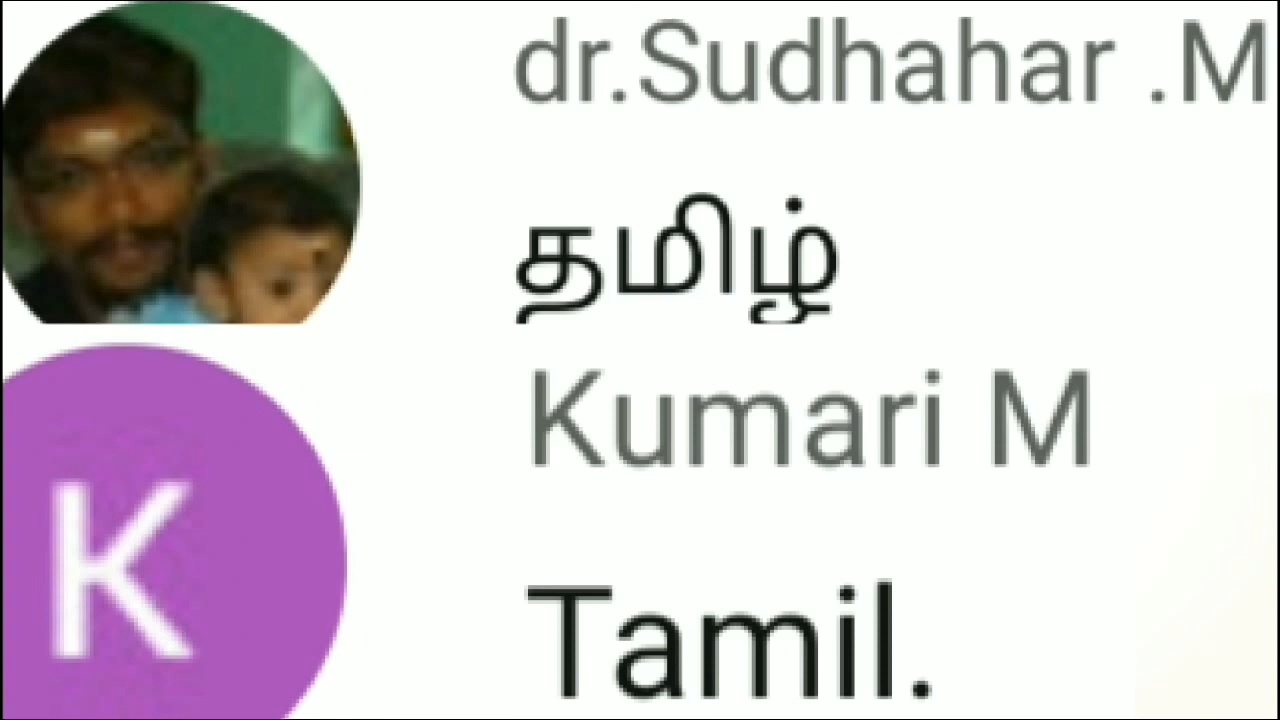 dr.Sudhahar .M
தமிழ்
K
Kumari M
Tamil.